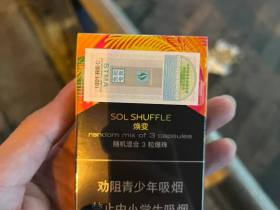 SOL SHUFFLE
焕变
random mix of 3 capsules
随机混合 3 粒爆珠
劝阻青少年吸烟
禁止中小学生吸烟